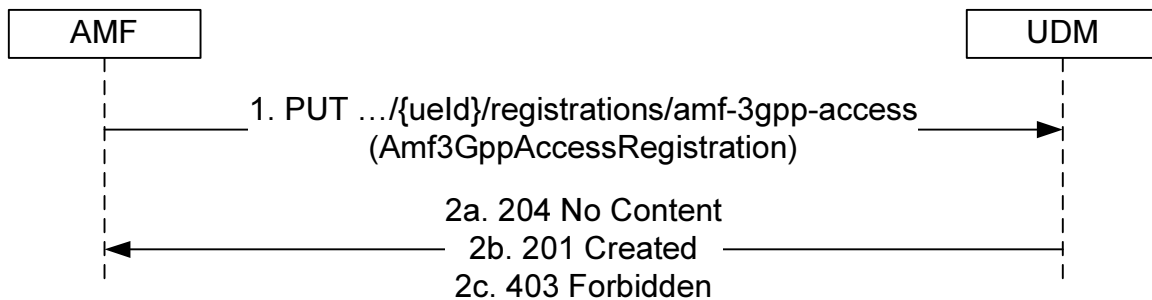 AMF
UDM
1. PUT …/{ueId}/registrations/amf-3gpp-access
(Amf3GppAccessRegistration)
2a. 204 No Content
2b. 201 Created
2c. 403 Forbidden